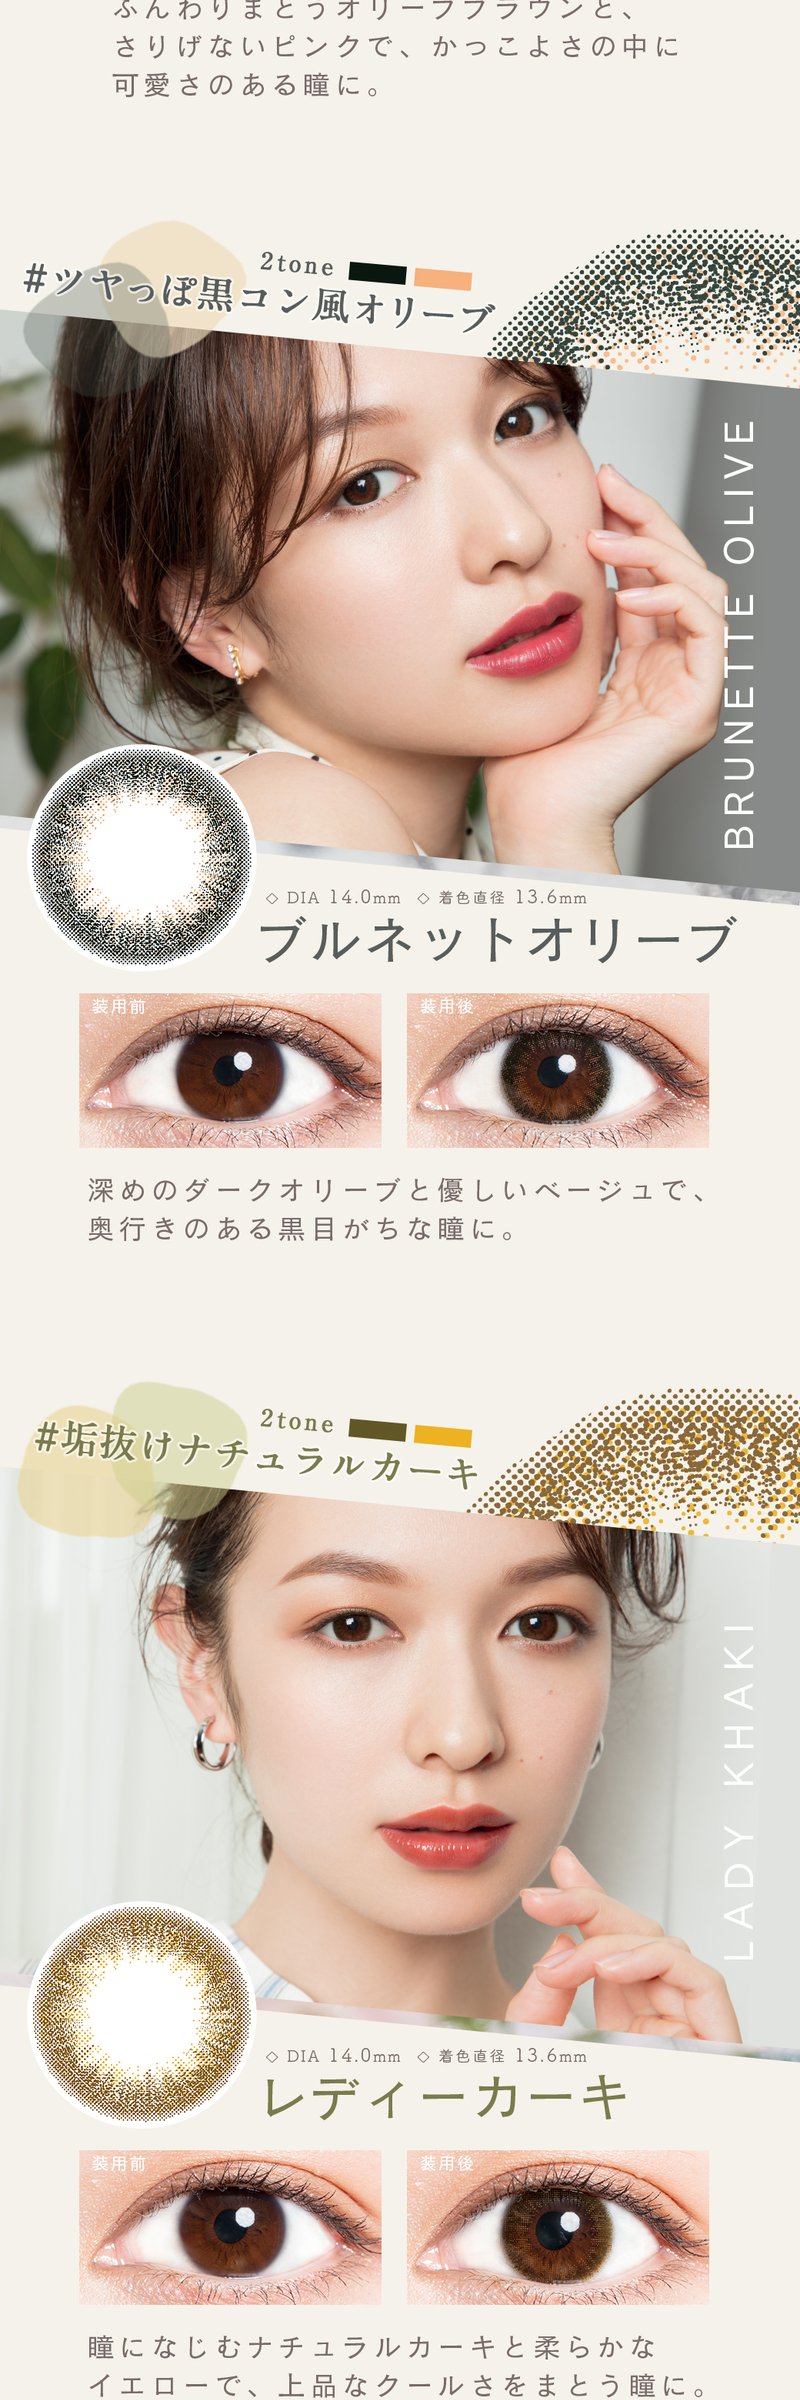 ふんわりまとうオリーブブラウンと、
さりげないピンクで、かっこよさの中に
可愛さのある瞳に。
2tone
#ツヤっぽ黒コン風オリーブ
BRUNETTE OLIVE
◇ DIA 14.0mm ◇ 着色直径 13.6mm
ブルネットオリーブ
装用前
装用後
深めのダークオリーブと優しいベージュで、
奥行きのある黒目がちな瞳に。
2tone
#垢抜けナチュラルカーキ
LADY KHAKI
◇ DIA 14.0mm ◇ 着色直径 13.6mm
レディーカーキ
装用前
装用後
瞳になじむナチュラルカーキと柔らかな
イエローで、上品なクールさをまとう瞳に。